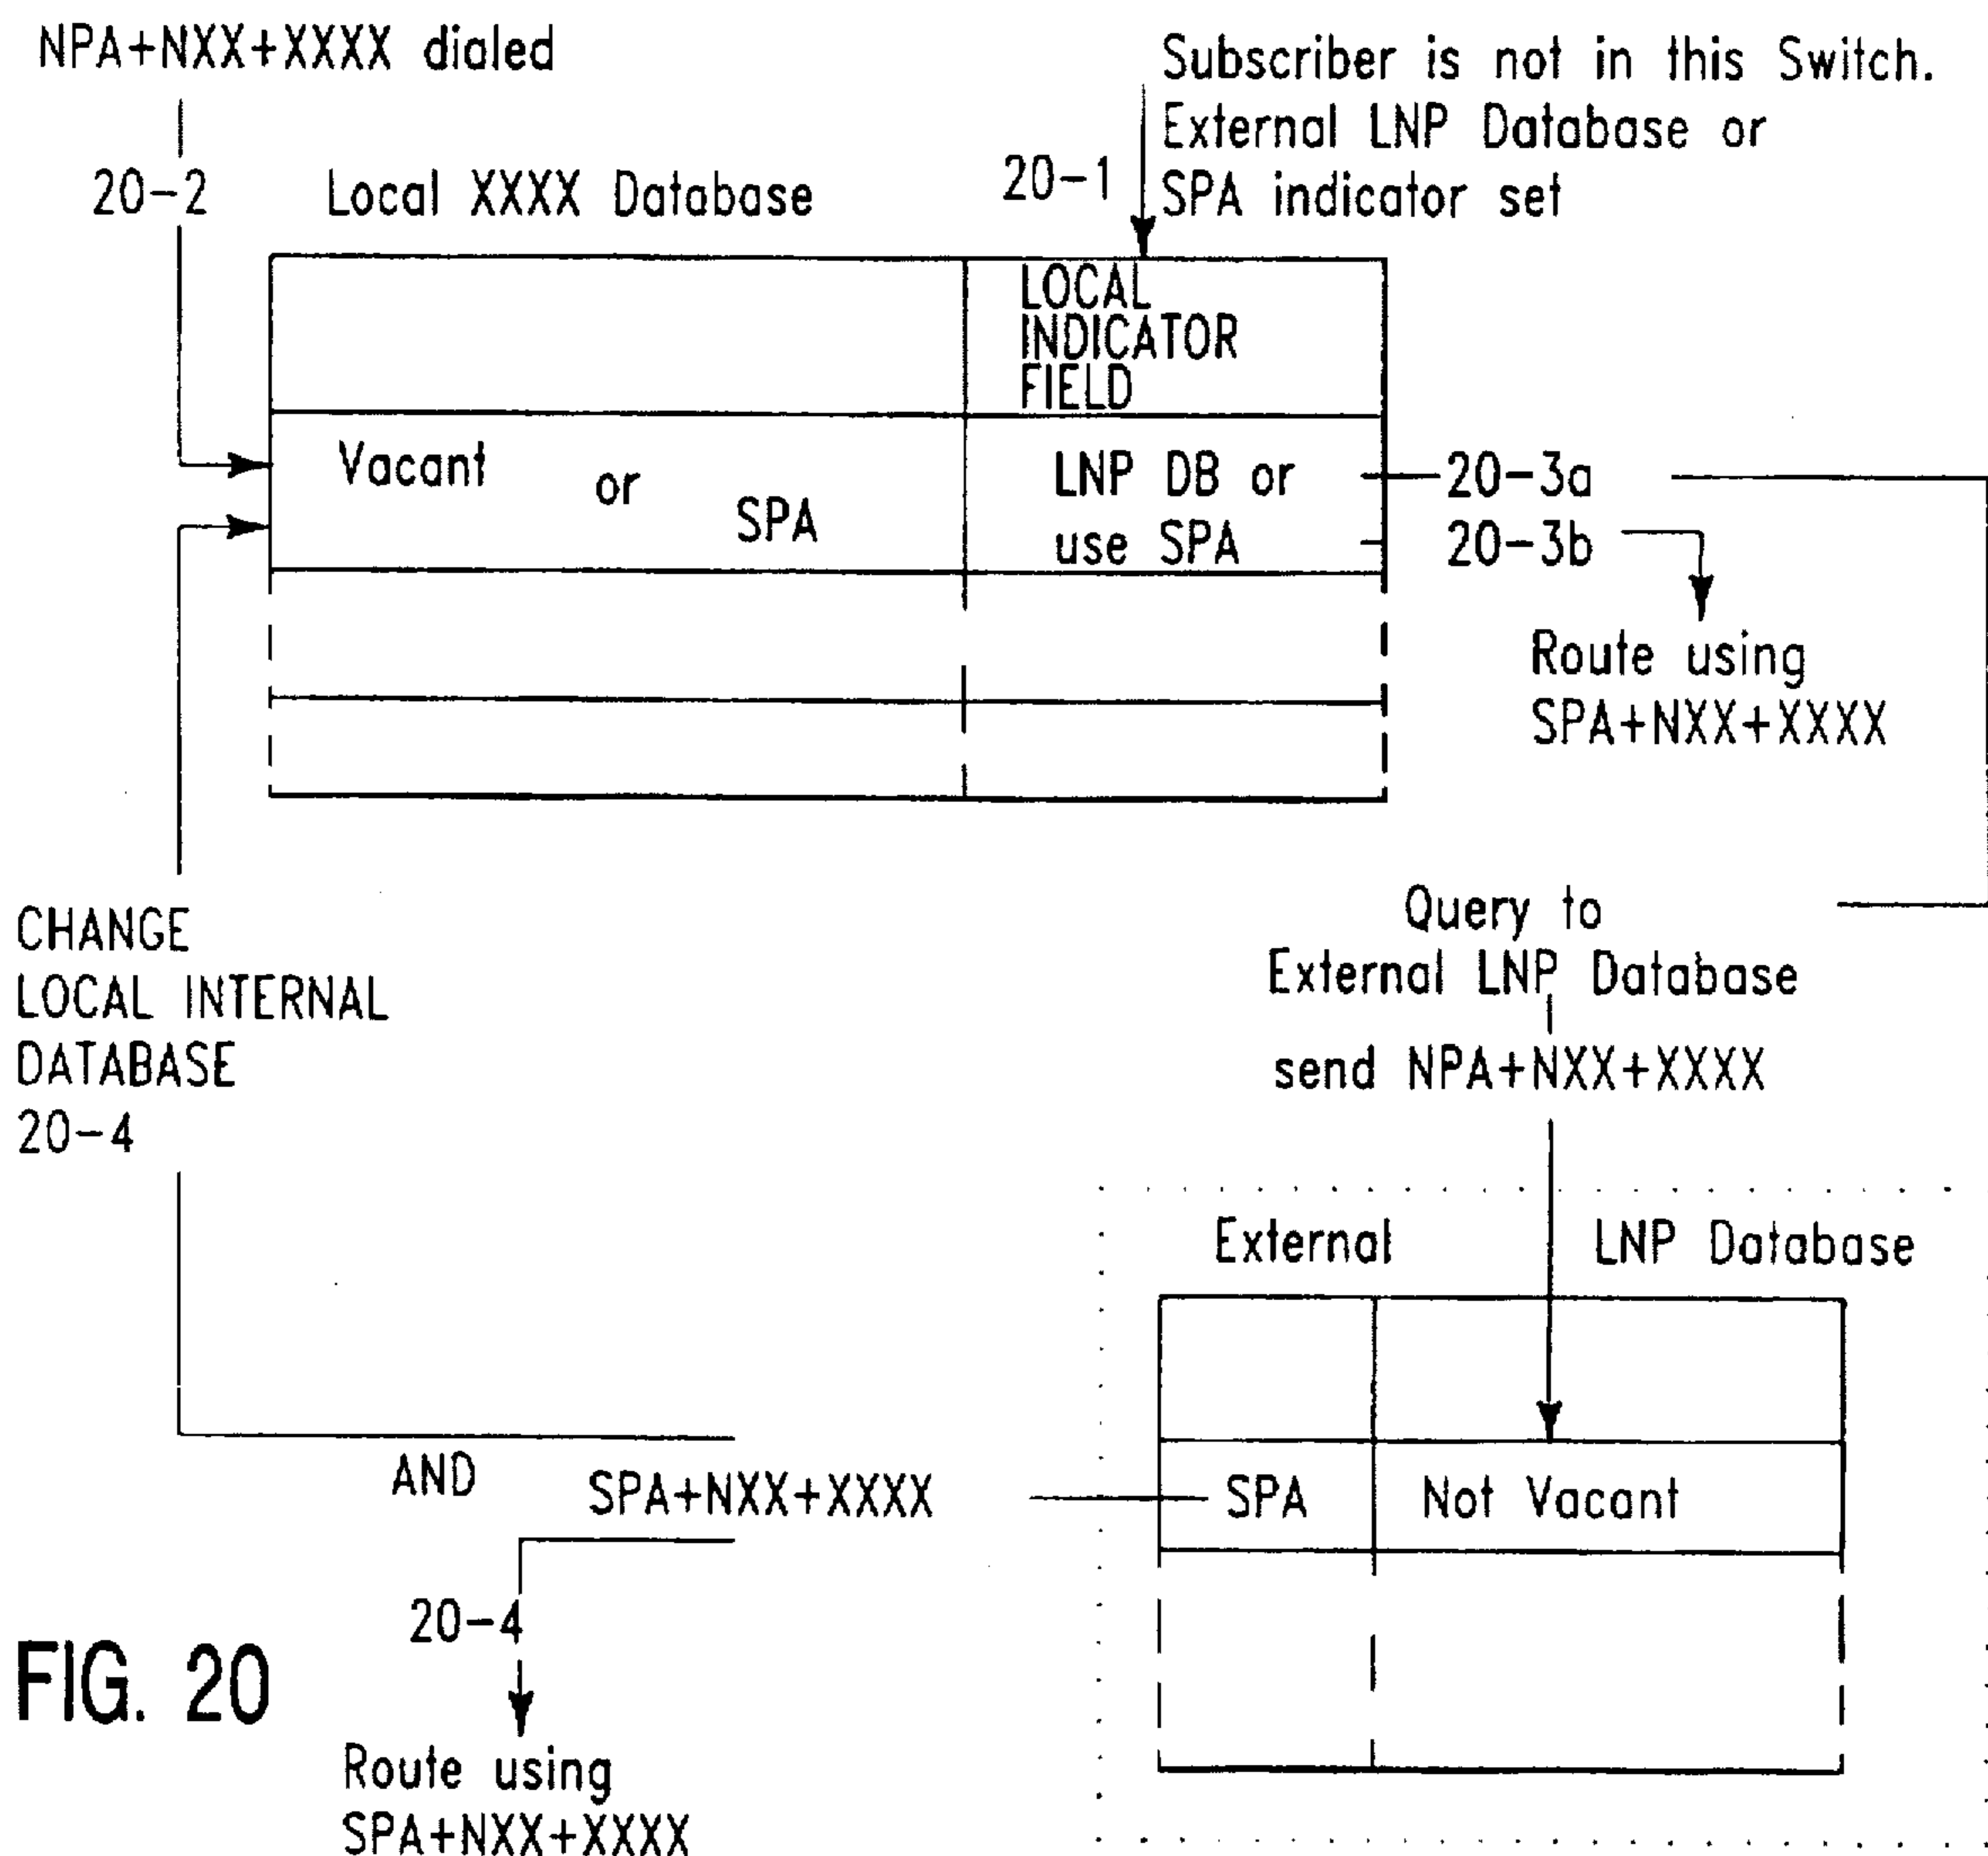 NPA+NXX+XXXX dialed
Subscriber is not in this Switch.
External LNP Database or
SPA indicator set
20-1
20-2
Local XXXX Database
LOCAL
INDICATOR
FIELD
Vacant or SPA
LNP DB or
use SPA
20-3a
20-3b
Route using
SPA+NXX+XXXX
CHANGE
LOCAL INTERNAL
DATABASE
20-4
Query to
External LNP Database
send NPA+NXX+XXXX
External LNP Database
SPA Not Vacant
AND SPA+NXX+XXXX
20-4
Route using
SPA+NXX+XXXX
FIG. 20